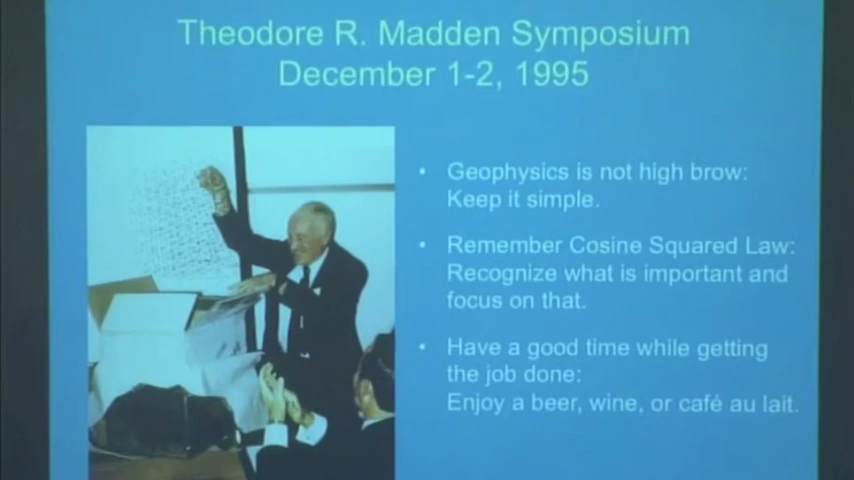 Theodore R. Madden Symposium
December 1-2, 1995
• Geophysics is not high brow:
Keep it simple.
• Remember Cosine Squared Law:
Recognize what is important and
focus on that.
• Have a good time while getting
the job done:
Enjoy a beer, wine, or café au lait.